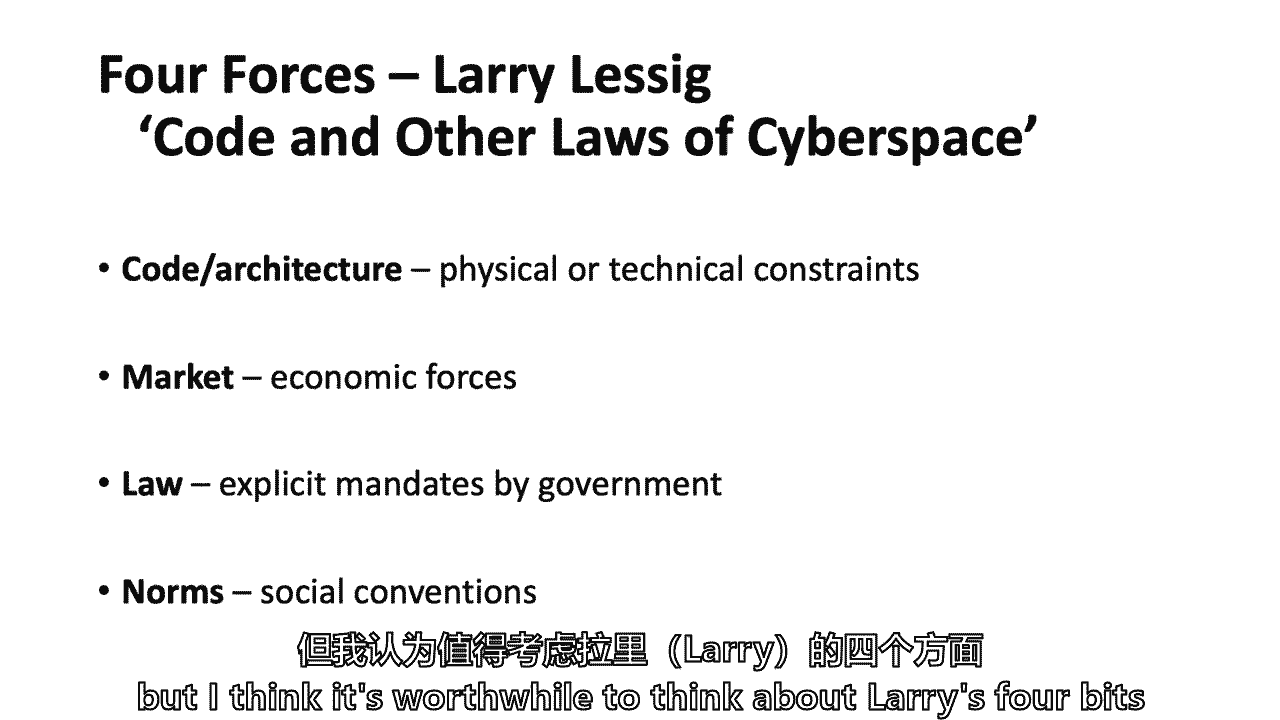 Four Forces – Larry Lessig
‘Code and Other Laws of Cyberspace’
• Code/architecture – physical or technical constraints
• Market – economic forces
• Law – explicit mandates by government
• Norms – social conventions
但我认为值得考虑拉里（Larry）的四个方面
but I think it's worthwhile to think about Larry's four bits